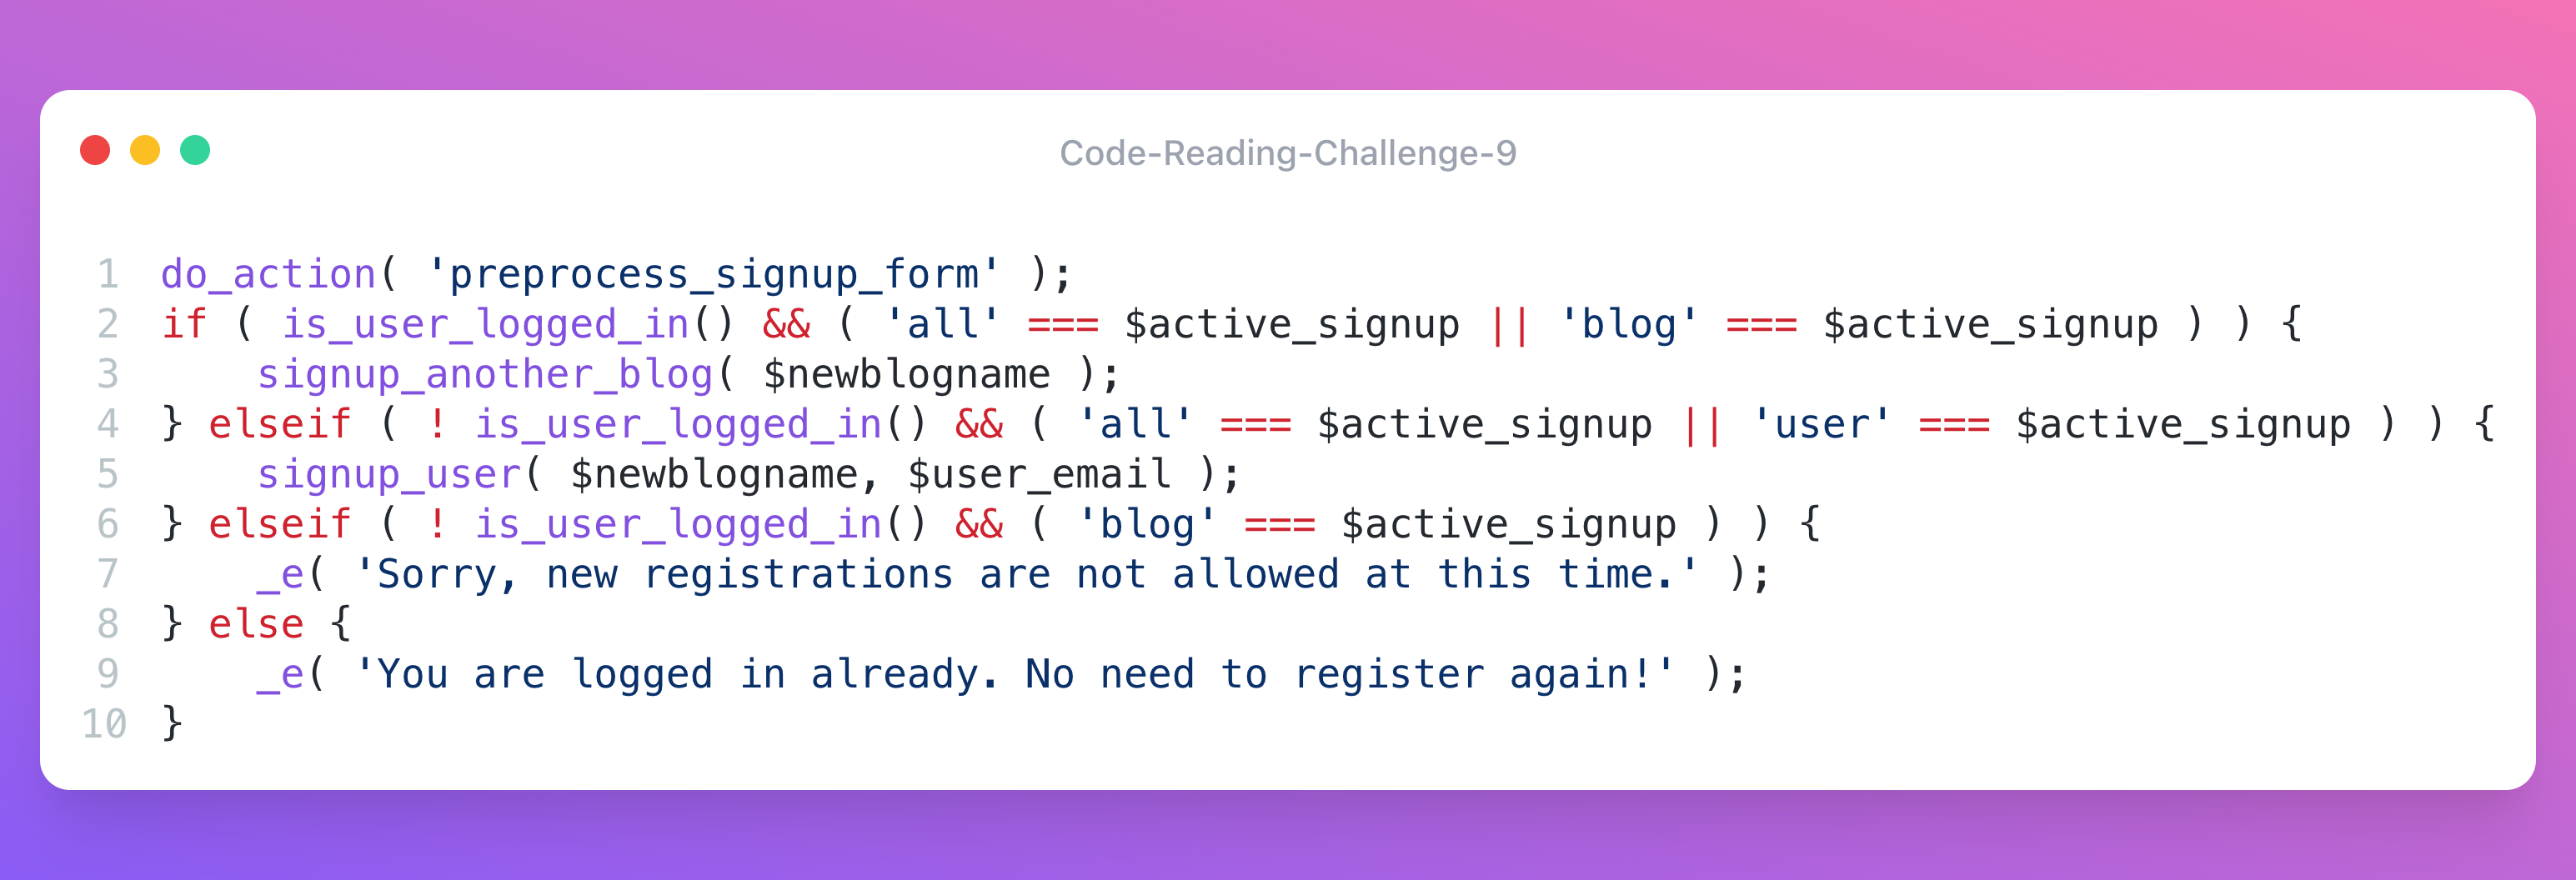 Code-Reading-Challenge-9
1 do_action( 'preprocess_signup_form' );
2 if ( is_user_logged_in() && ( 'all' === $active_signup || 'blog' === $active_signup ) ) {
3     signup_another_blog( $newblogname );
4 } elseif ( ! is_user_logged_in() && ( 'all' === $active_signup || 'user' === $active_signup ) ) {
5     signup_user( $newblogname, $user_email );
6 } elseif ( ! is_user_logged_in() && ( 'blog' === $active_signup ) ) {
7     _e( 'Sorry, new registrations are not allowed at this time.' );
8 } else {
9     _e( 'You are logged in already. No need to register again!' );
10 }